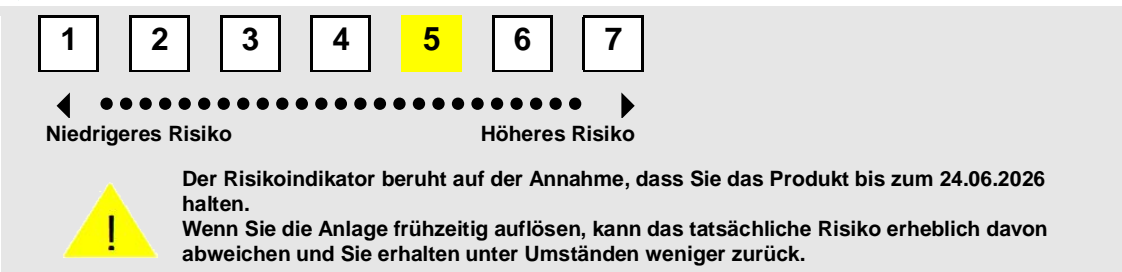 1 2 3 4 5 6 7
Niedrigeres Risiko Höheres Risiko
! Der Risikoindikator beruht auf der Annahme, dass Sie das Produkt bis zum 24.06.2026
halten.
Wenn Sie die Anlage frühzeitig auflösen, kann das tatsächliche Risiko erheblich davon
abweichen und Sie erhalten unter Umständen weniger zurück.